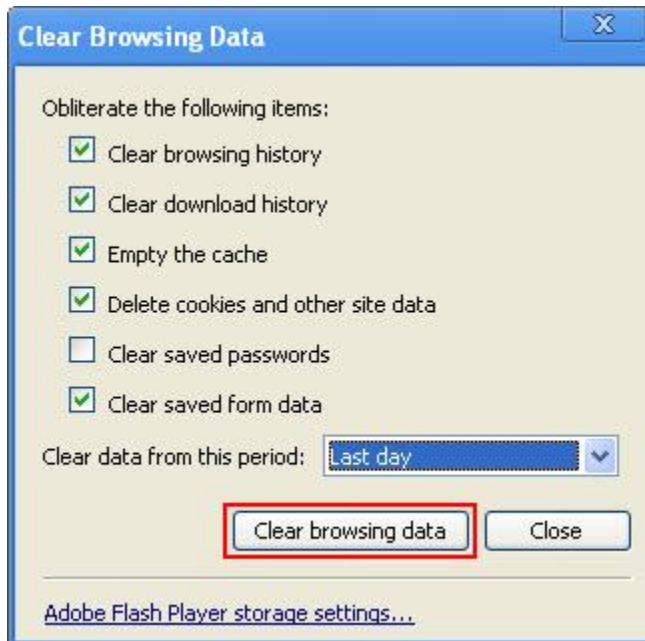 Clear Browsing Data
Obliterate the following items:
Clear browsing history
Clear download history
Empty the cache
Delete cookies and other site data
Clear saved passwords
Clear saved form data
Clear data from this period: Last day
Clear browsing data Close
Adobe Flash Player storage settings...